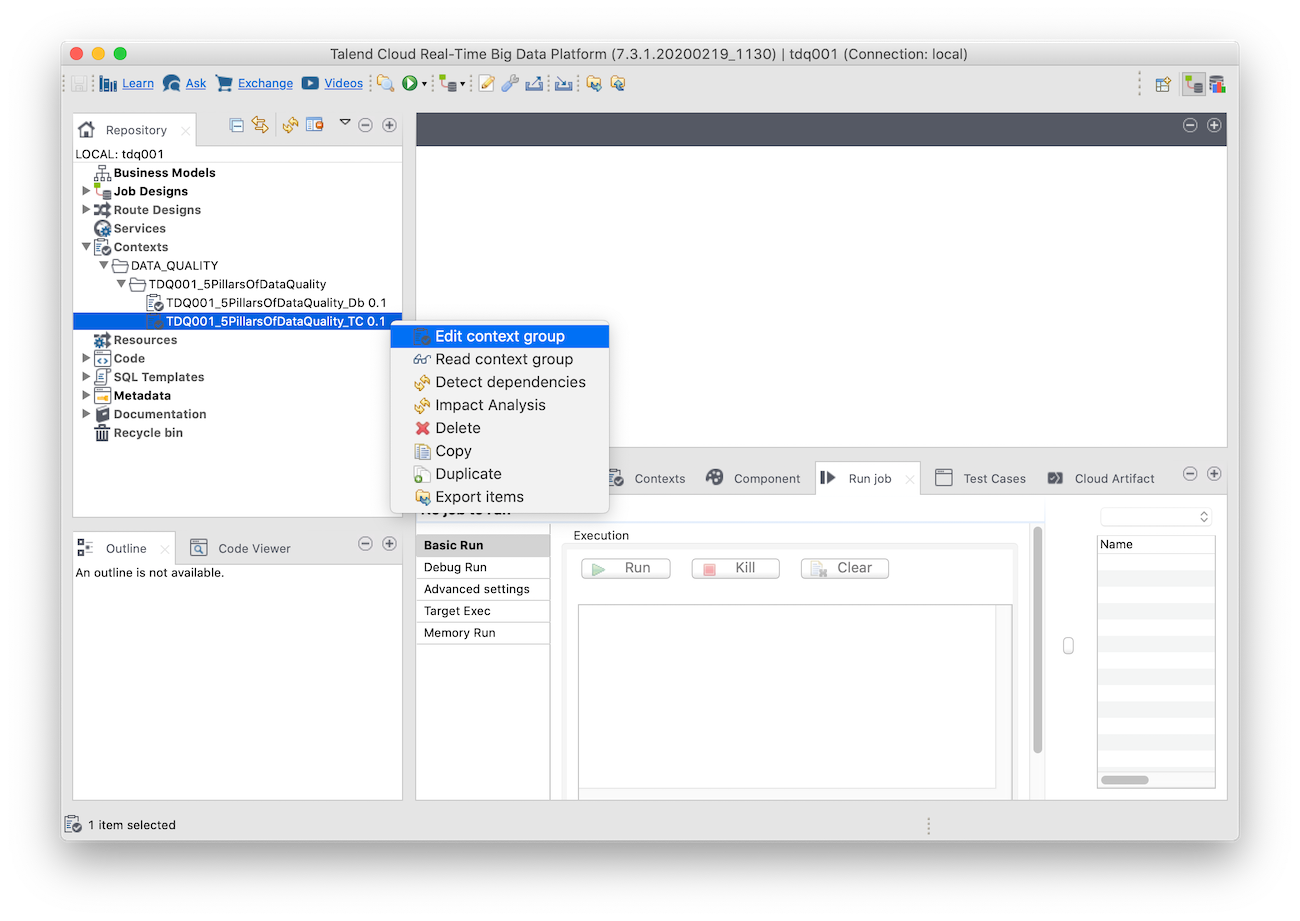 Talend Cloud Real-Time Big Data Platform (7.3.1.20200219_1130) | tdq001 (Connection: local)
Learn Ask Exchange Videos
Repository
LOCAL: tdq001
Business Models
Job Designs
Route Designs
Services
Contexts
DATA_QUALITY
TDQ001_5PillarsOfDataQuality
TDQ001_5PillarsOfDataQuality_Db 0.1
TDQ001_5PillarsOfDataQuality_TC 0.1
Resources
Code
SQL Templates
Metadata
Documentation
Recycle bin
Edit context group
Read context group
Detect dependencies
Impact Analysis
Delete
Copy
Duplicate
Export items
Contexts Component Run job Test Cases Cloud Artifact
No job to run
Basic Run
Debug Run
Advanced settings
Target Exec
Memory Run
Execution
Run Kill Clear
Name
Outline Code Viewer
An outline is not available.
1 item selected